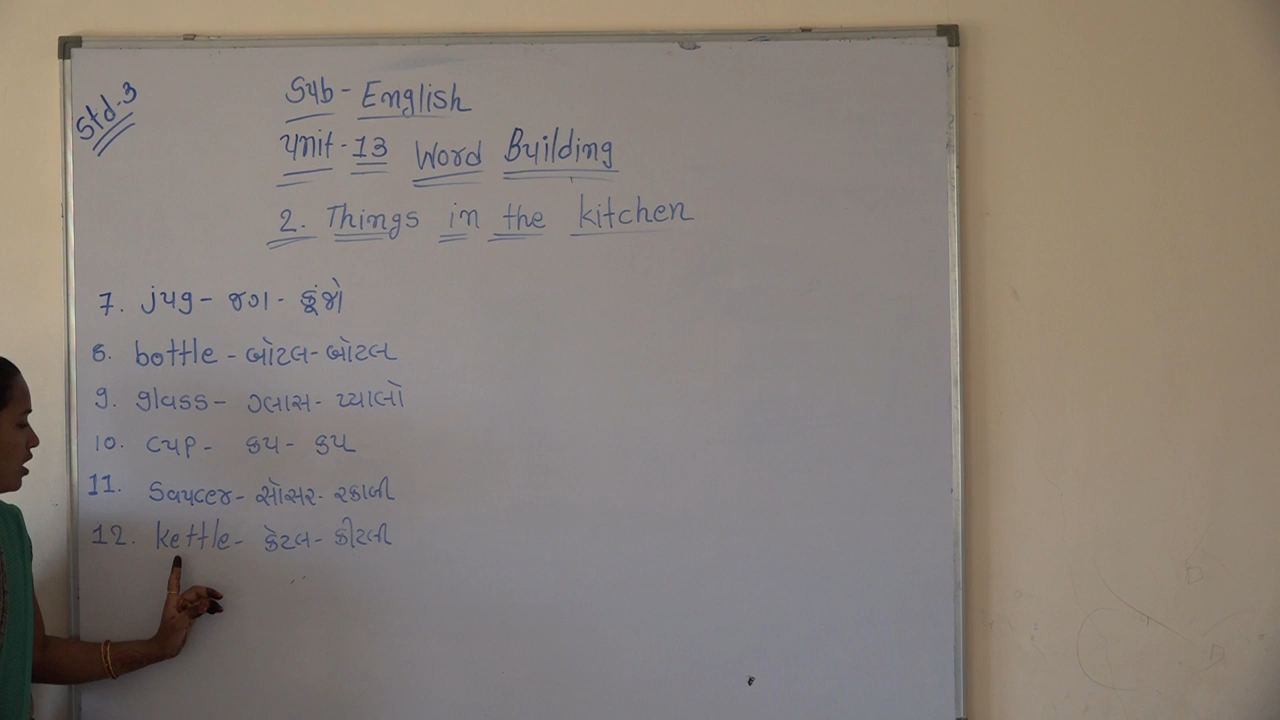 Std-3
Sub - English
Unit - 13 Word Building
2. Things in the kitchen
7. jug - જગ - કૂંજો
8. bottle - બોટલ - બોટલ
9. glass - ગ્લાસ - પ્યાલો
10. cup - કપ - કપ
11. Saucer - સોસર - રકાબી
12. kettle - કેટલ - કીટલી